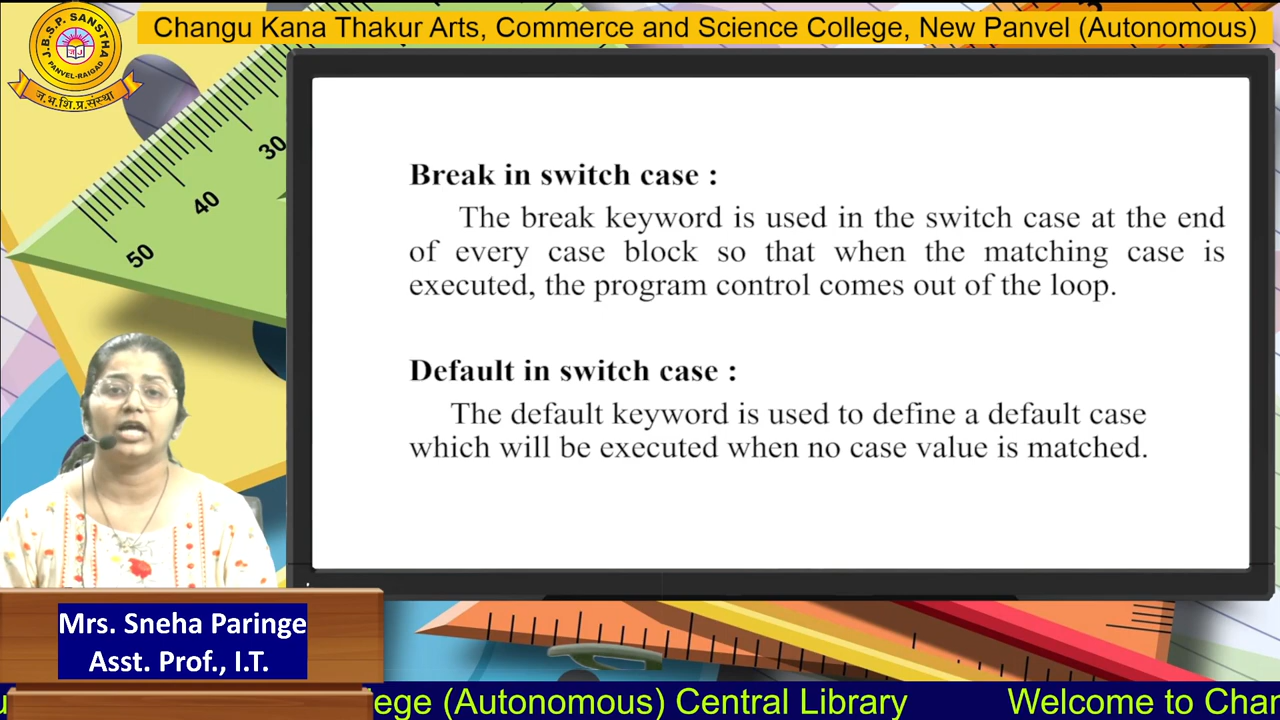 Changu Kana Thakur Arts, Commerce and Science College, New Panvel (Autonomous)
J.B.S.P. SANSTHA
PANVEL-RAIGAD
ज.भ.शि.प्र.संस्था
30
40
50
Break in switch case :
The break keyword is used in the switch case at the end
of every case block so that when the matching case is
executed, the program control comes out of the loop.
Default in switch case :
The default keyword is used to define a default case
which will be executed when no case value is matched.
Mrs. Sneha Paringe
Asst. Prof., I.T.
ege (Autonomous) Central Library Welcome to Chan